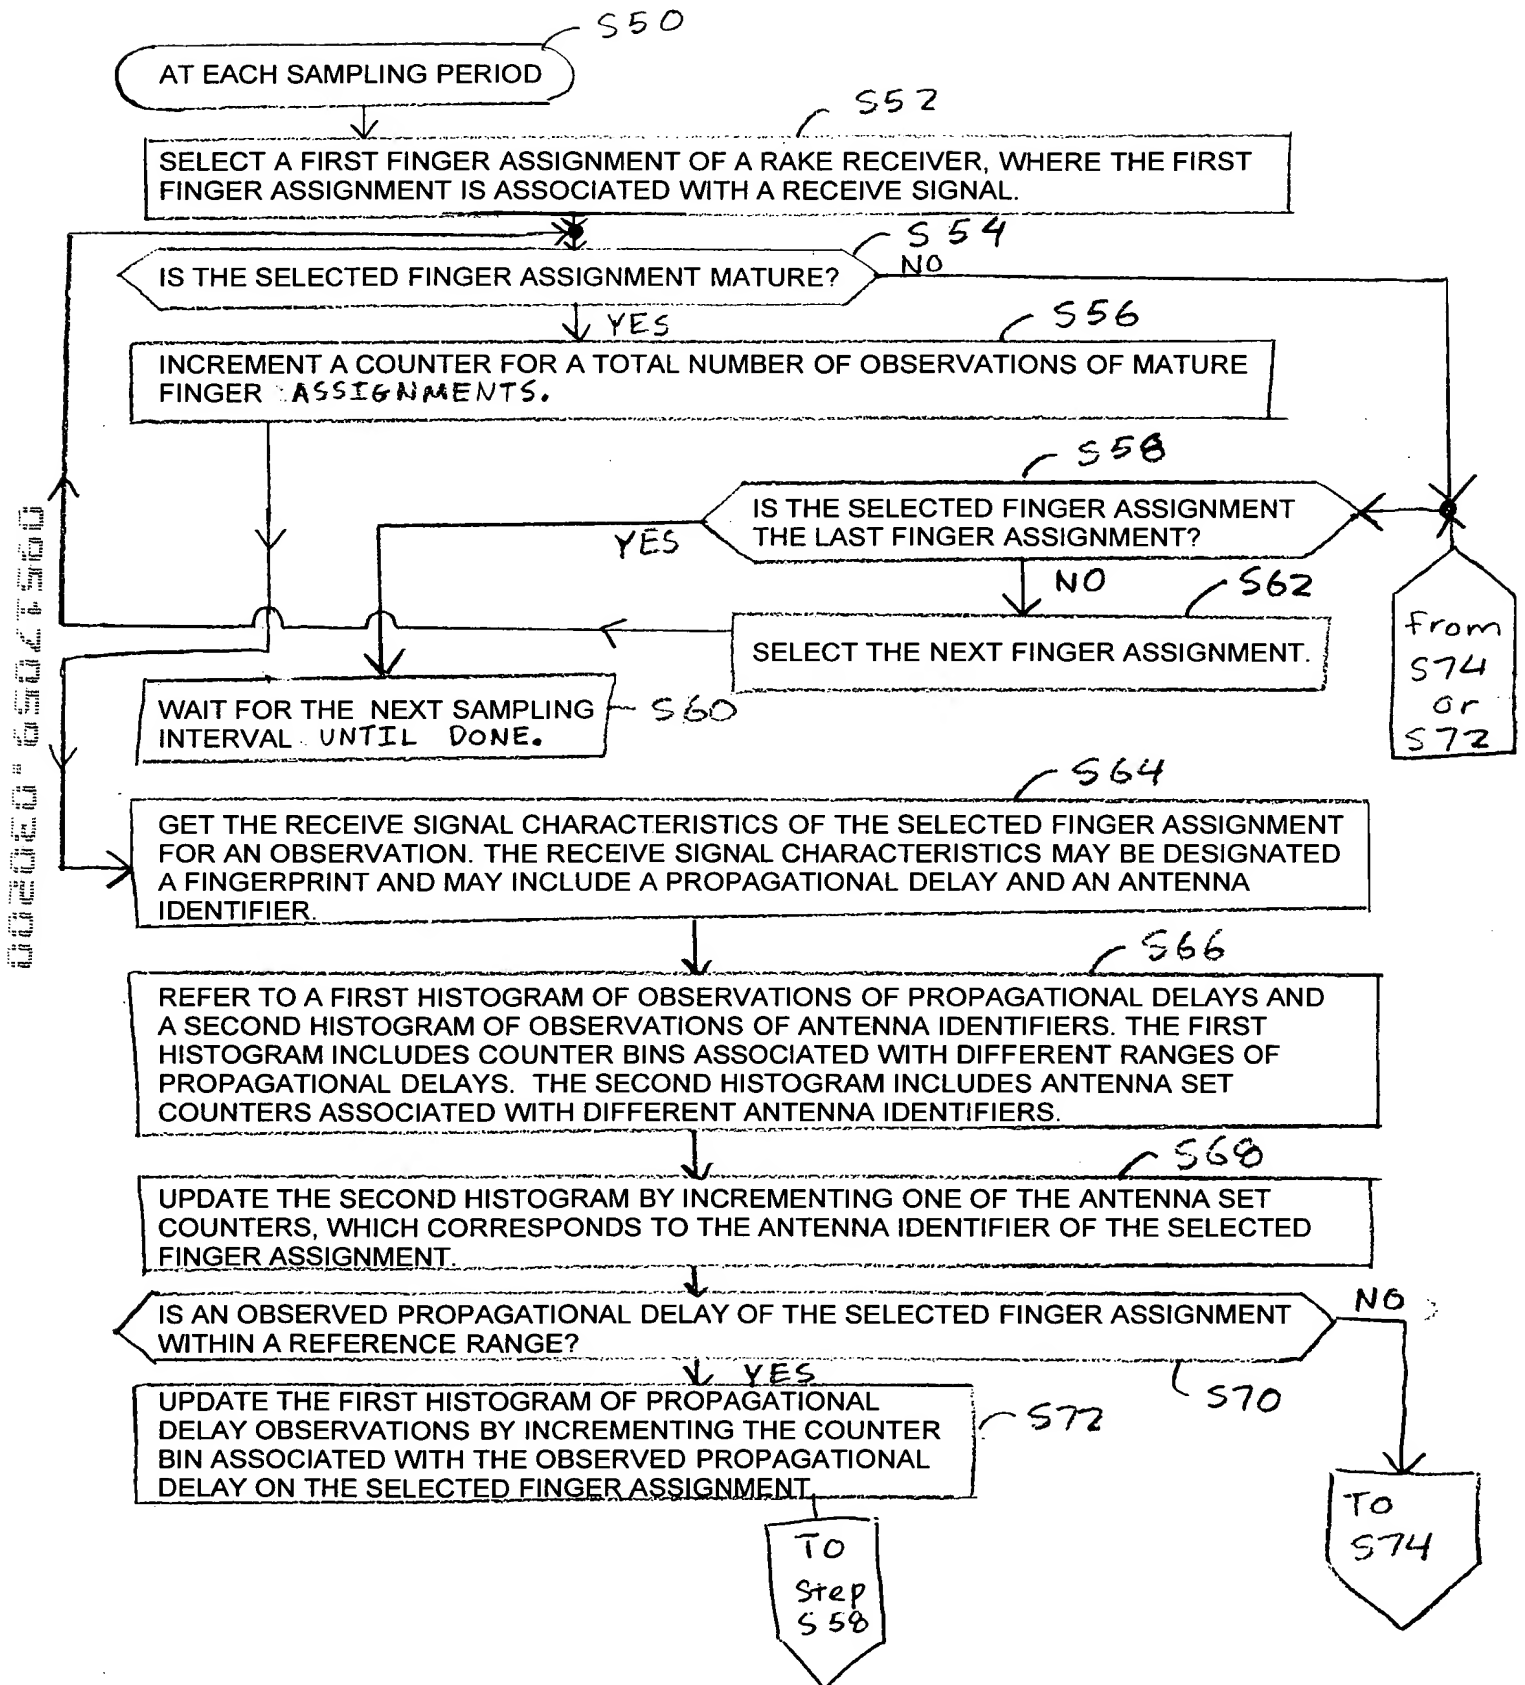 S50
AT EACH SAMPLING PERIOD
S52
SELECT A FIRST FINGER ASSIGNMENT OF A RAKE RECEIVER, WHERE THE FIRST
FINGER ASSIGNMENT IS ASSOCIATED WITH A RECEIVE SIGNAL.
S54
IS THE SELECTED FINGER ASSIGNMENT MATURE?
NO
YES
S56
INCREMENT A COUNTER FOR A TOTAL NUMBER OF OBSERVATIONS OF MATURE
FINGER ASSIGNMENTS.
S58
IS THE SELECTED FINGER ASSIGNMENT
THE LAST FINGER ASSIGNMENT?
YES
NO
S62
SELECT THE NEXT FINGER ASSIGNMENT.
from
S74
or
S72
WAIT FOR THE NEXT SAMPLING
INTERVAL UNTIL DONE.
S60
S64
GET THE RECEIVE SIGNAL CHARACTERISTICS OF THE SELECTED FINGER ASSIGNMENT
FOR AN OBSERVATION. THE RECEIVE SIGNAL CHARACTERISTICS MAY BE DESIGNATED
A FINGERPRINT AND MAY INCLUDE A PROPAGATIONAL DELAY AND AN ANTENNA
IDENTIFIER.
S66
REFER TO A FIRST HISTOGRAM OF OBSERVATIONS OF PROPAGATIONAL DELAYS AND
A SECOND HISTOGRAM OF OBSERVATIONS OF ANTENNA IDENTIFIERS. THE FIRST
HISTOGRAM INCLUDES COUNTER BINS ASSOCIATED WITH DIFFERENT RANGES OF
PROPAGATIONAL DELAYS. THE SECOND HISTOGRAM INCLUDES ANTENNA SET
COUNTERS ASSOCIATED WITH DIFFERENT ANTENNA IDENTIFIERS.
S68
UPDATE THE SECOND HISTOGRAM BY INCREMENTING ONE OF THE ANTENNA SET
COUNTERS, WHICH CORRESPONDS TO THE ANTENNA IDENTIFIER OF THE SELECTED
FINGER ASSIGNMENT.
IS AN OBSERVED PROPAGATIONAL DELAY OF THE SELECTED FINGER ASSIGNMENT
WITHIN A REFERENCE RANGE?
NO
YES
S70
UPDATE THE FIRST HISTOGRAM OF PROPAGATIONAL
DELAY OBSERVATIONS BY INCREMENTING THE COUNTER
BIN ASSOCIATED WITH THE OBSERVED PROPAGATIONAL
DELAY ON THE SELECTED FINGER ASSIGNMENT
S72
TO
S74
TO
Step
S58